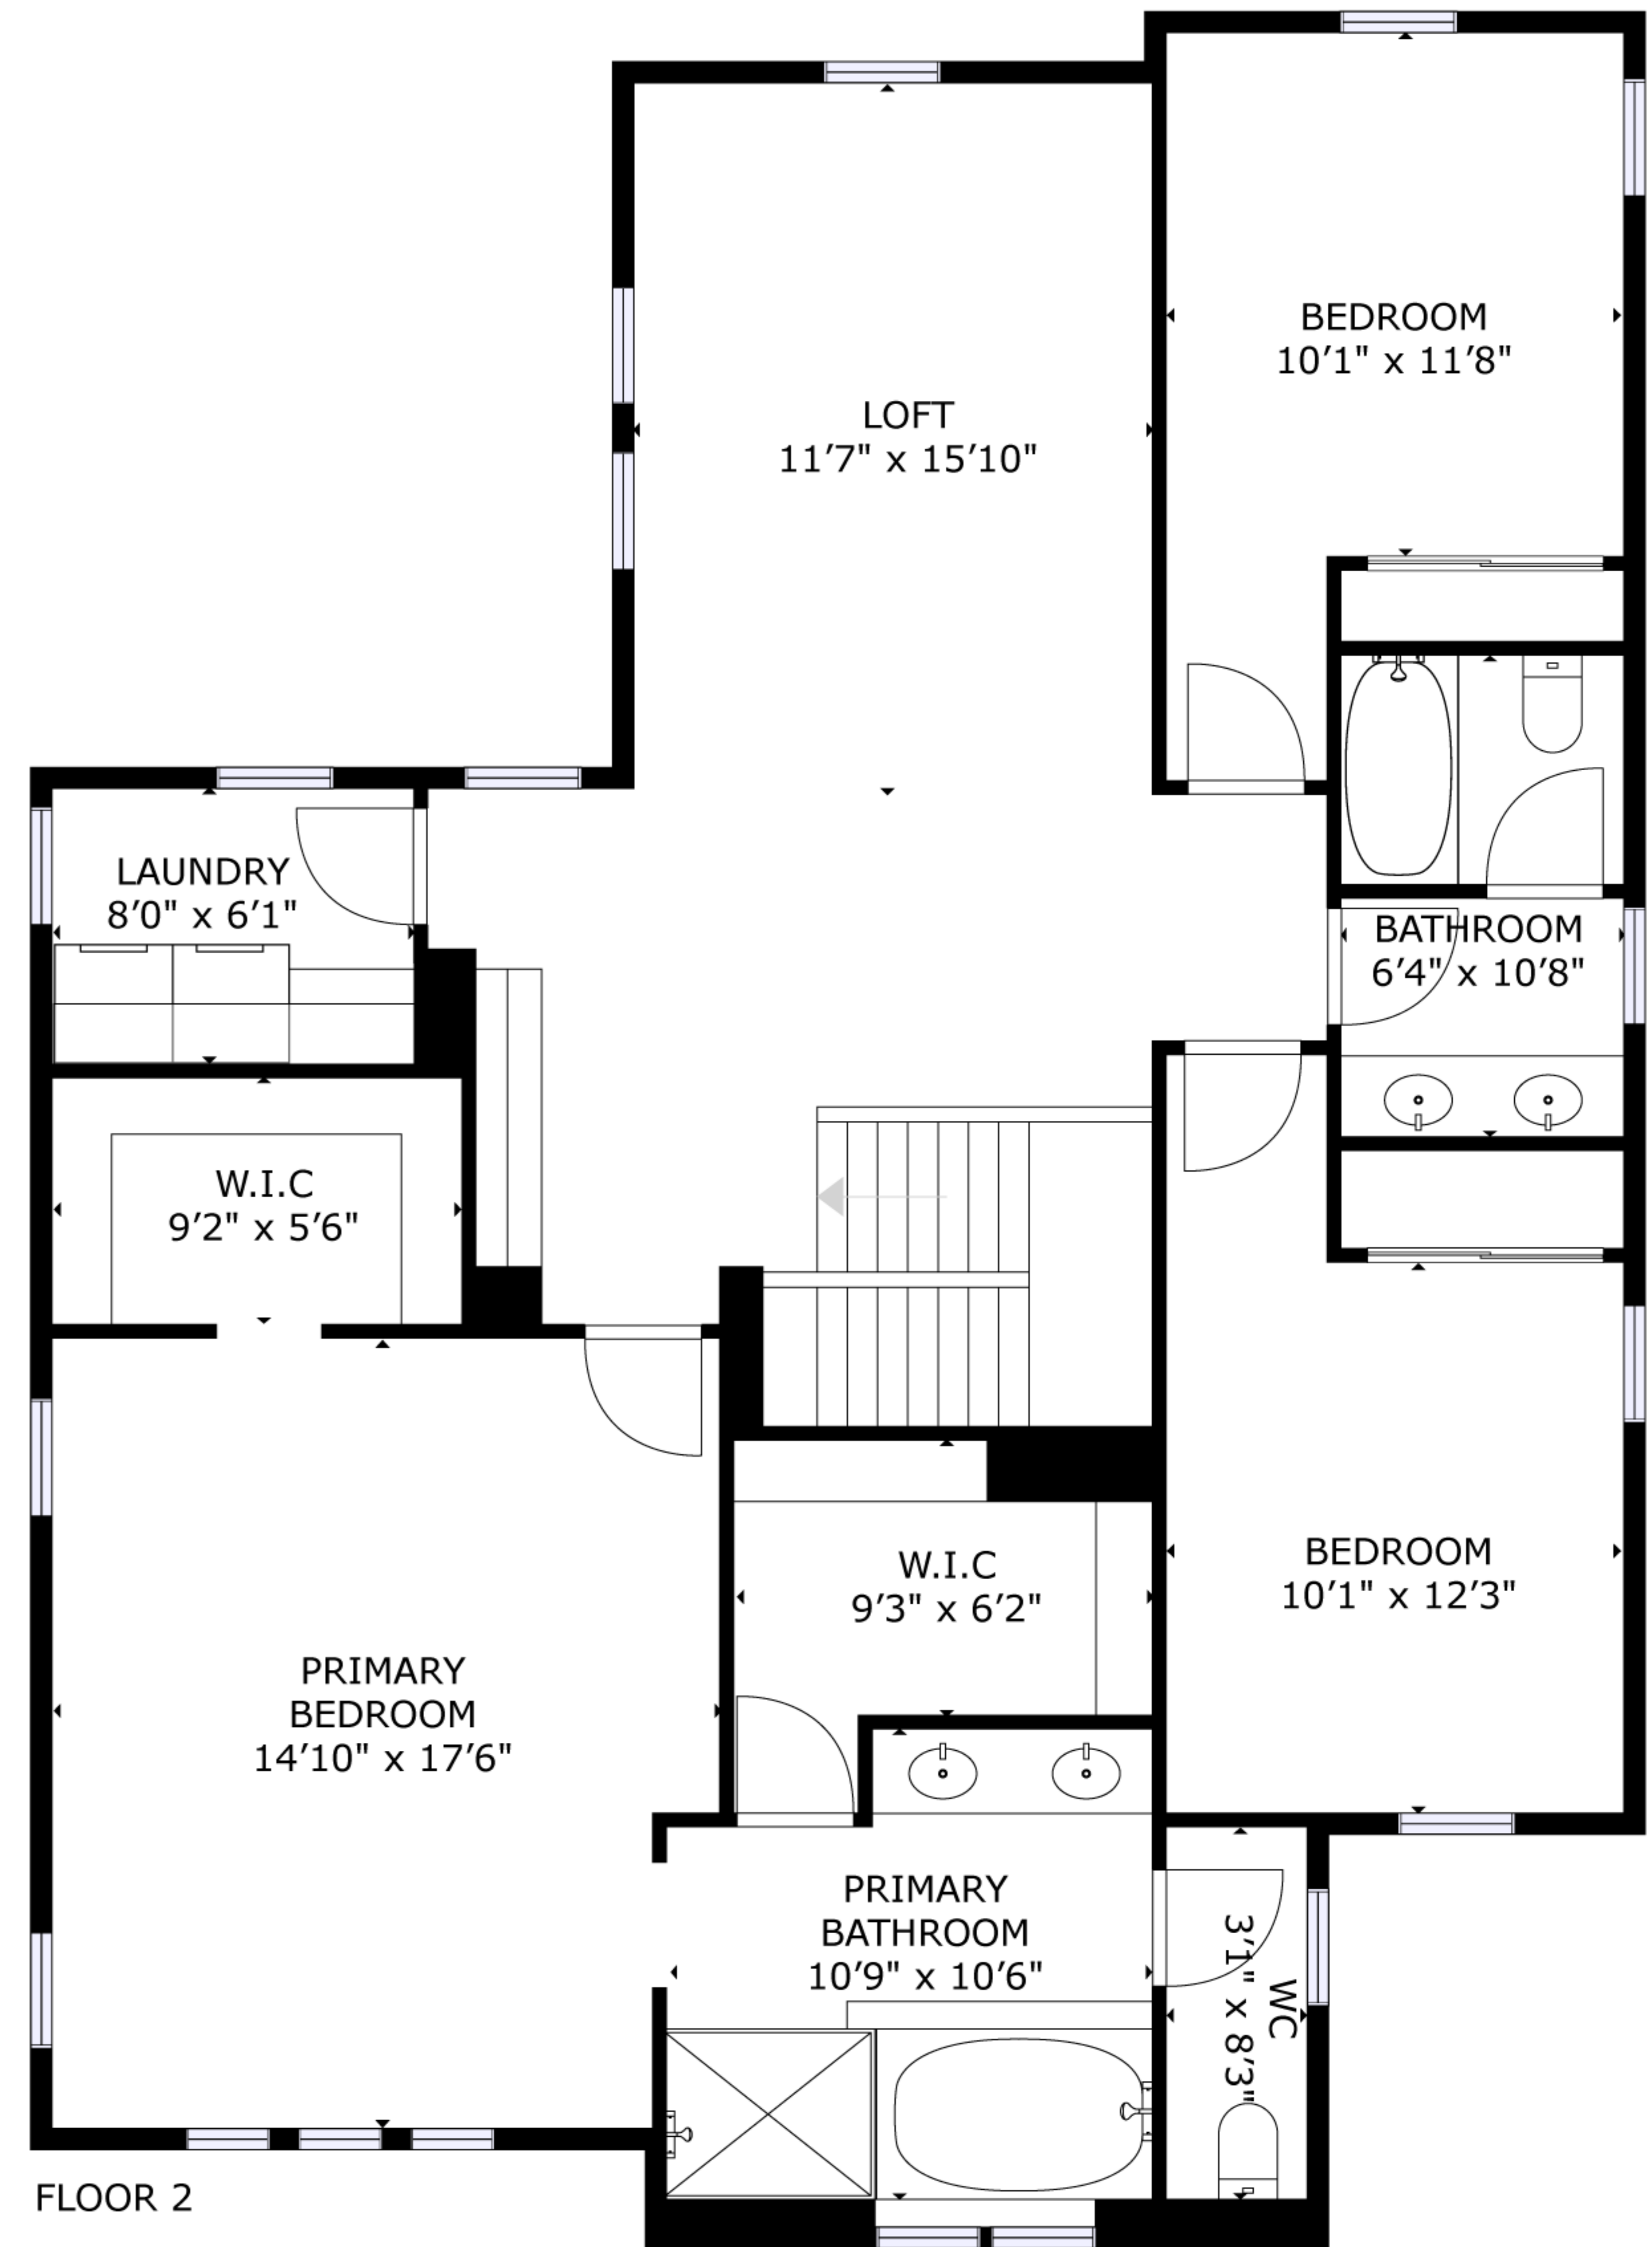 BEDROOM
10'1" x 11'8"
LOFT
11'7" x 15'10"
LAUNDRY
8'0" x 6'1"
BATHROOM
6'4" x 10'8"
W.I.C
9'2" x 5'6"
W.I.C
9'3" x 6'2"
BEDROOM
10'1" x 12'3"
PRIMARY
BEDROOM
14'10" x 17'6"
PRIMARY
BATHROOM
10'9" x 10'6"
WC
3'1" x 8'3"
FLOOR 2